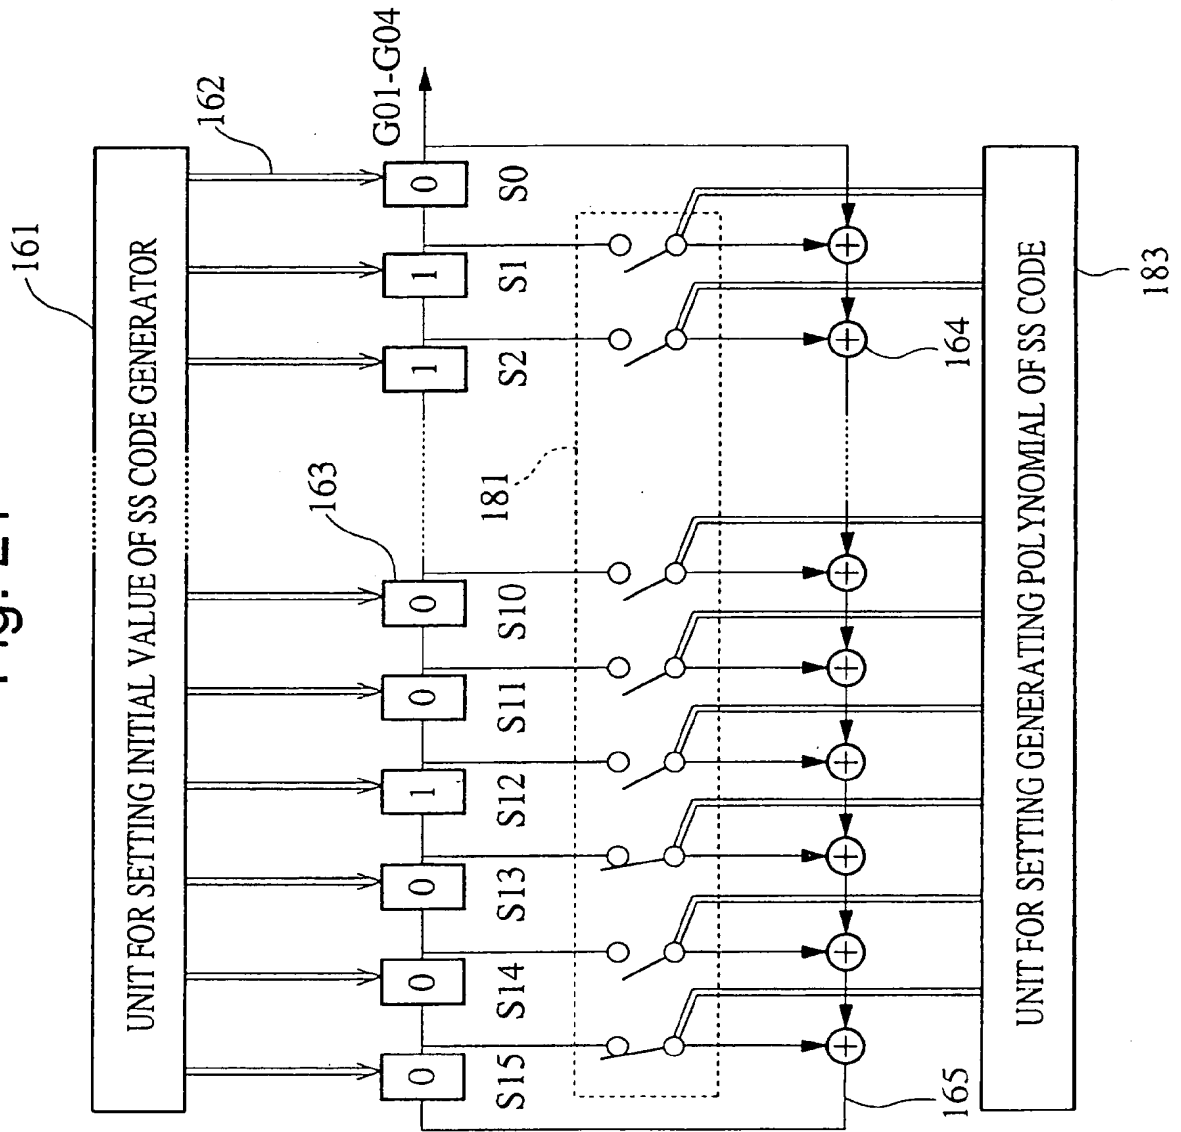 161
UNIT FOR SETTING INITIAL VALUE OF SS CODE GENERATOR
162
163
G01-G04
0 0 0 1 0 0 1 1 0
S15 S14 S13 S12 S11 S10 S2 S1 S0
181
164
165
UNIT FOR SETTING GENERATING POLYNOMIAL OF SS CODE
183